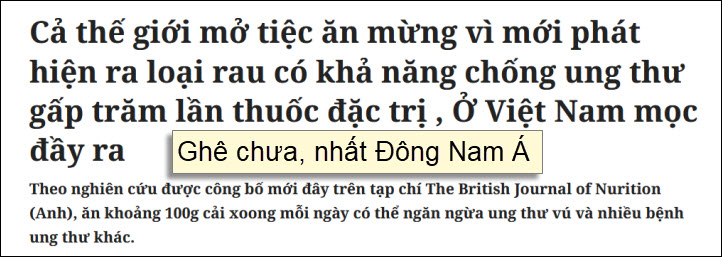 Cả thế giới mở tiệc ăn mừng vì mới phát
hiện ra loại rau có khả năng chống ung thư
gấp trăm lần thuốc đặc trị , Ở Việt Nam mọc
đầy ra
Ghê chưa, nhất Đông Nam Á
Theo nghiên cứu được công bố mới đây trên tạp chí The British Journal of Nurition
(Anh), ăn khoảng 100g cải xoong mỗi ngày có thể ngăn ngừa ung thư vú và nhiều bệnh
ung thư khác.